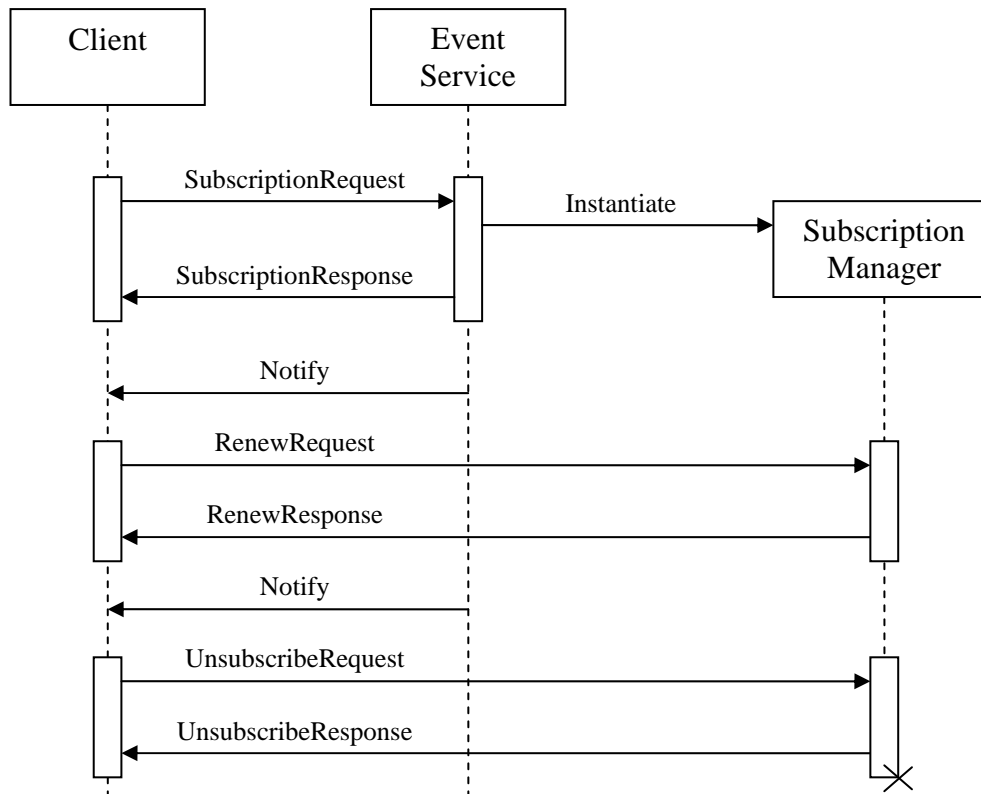 Client
Event
Service
SubscriptionRequest
Instantiate
Subscription
Manager
SubscriptionResponse
Notify
RenewRequest
RenewResponse
Notify
UnsubscribeRequest
UnsubscribeResponse